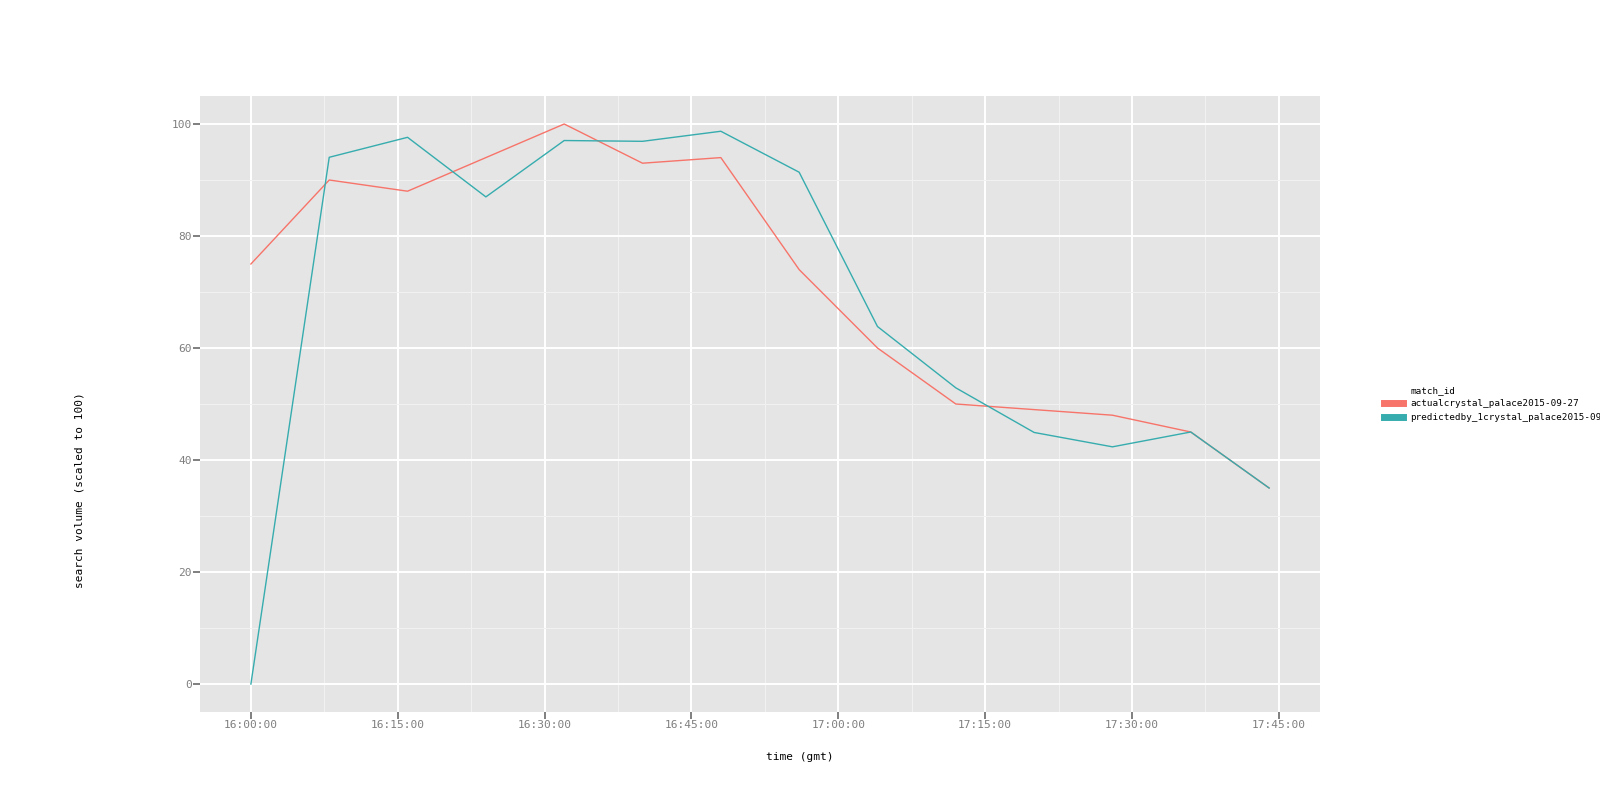 100
80
60
40
20
0
search volume (scaled to 100)
16:00:00 16:15:00 16:30:00 16:45:00 17:00:00 17:15:00 17:30:00 17:45:00
time (gmt)
match_id
actualcrystal_palace2015-09-27
predictedby_1crystal_palace2015-09